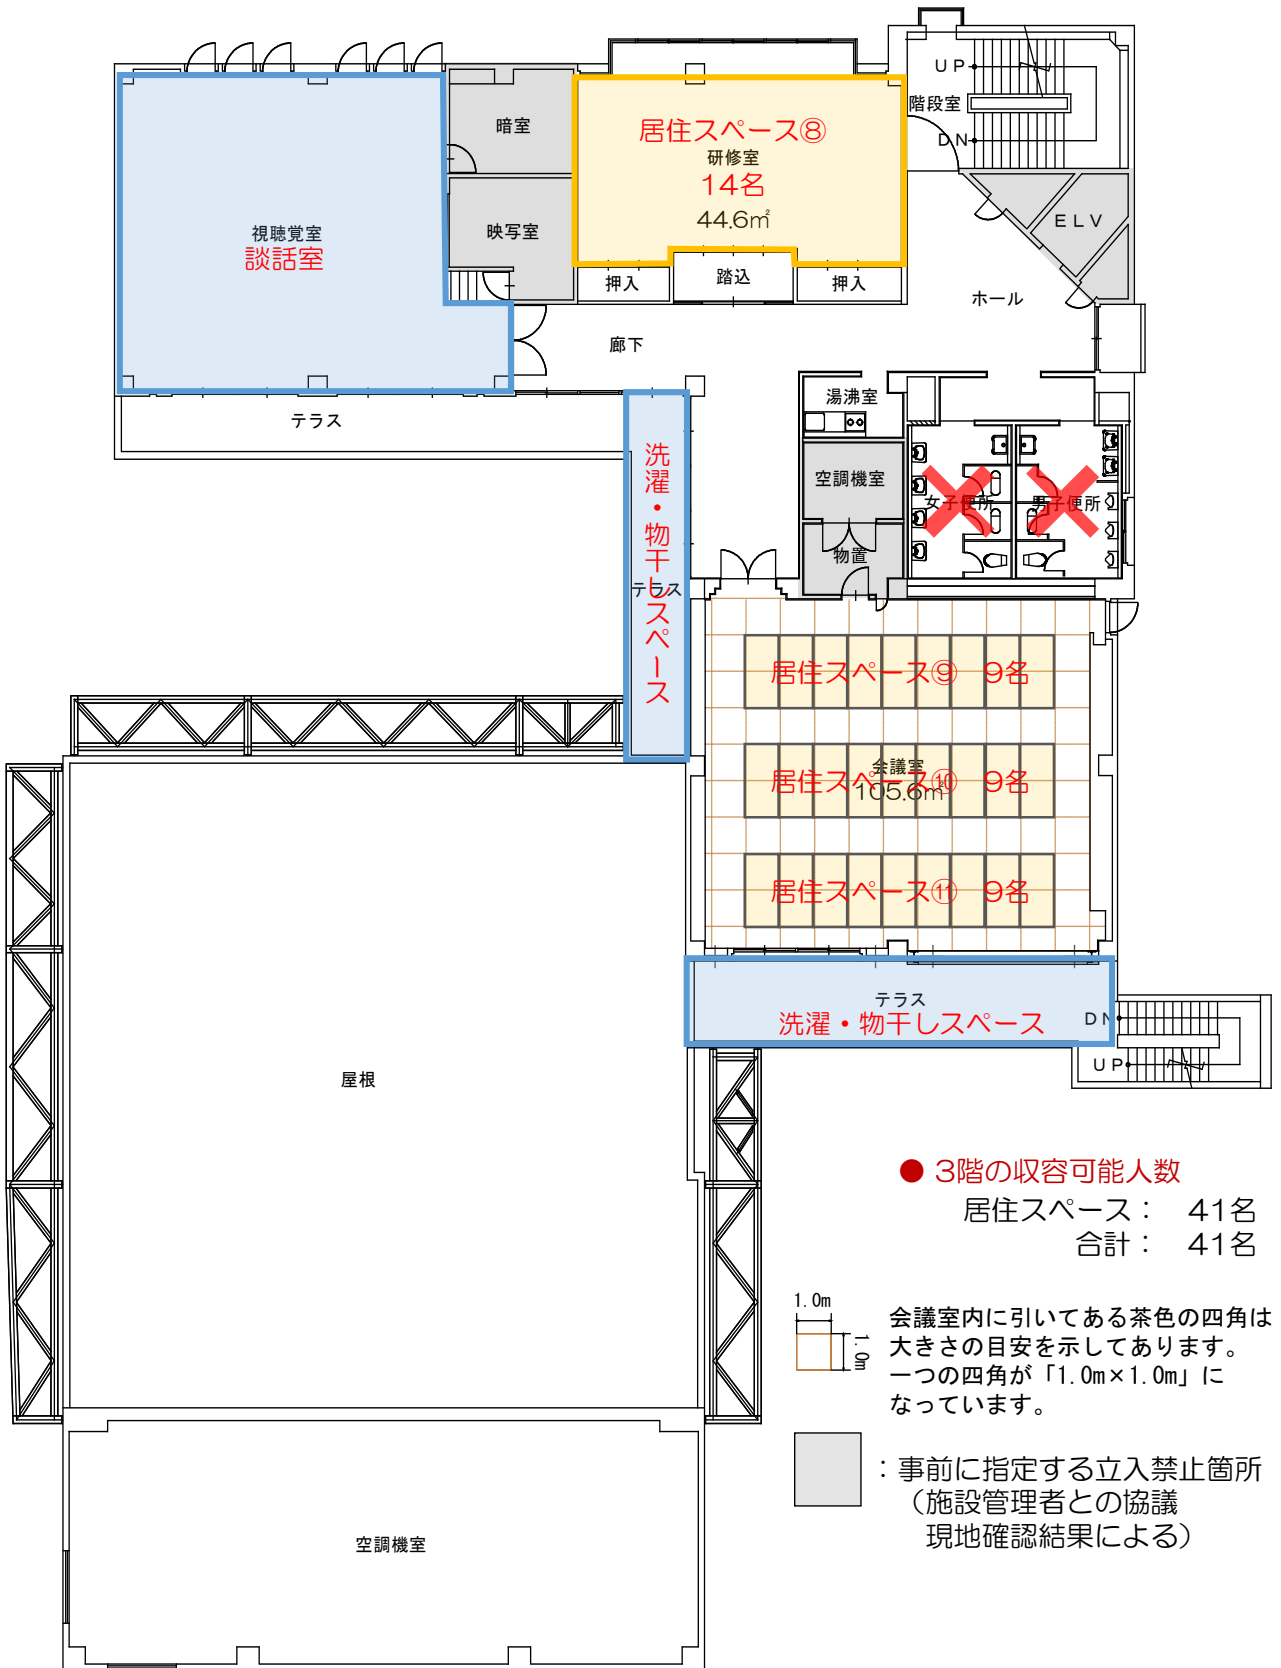 UP
階段室
DN
暗室
居住スペース⑧
研修室
14名
44.6㎡
ELV
視聴覚室
談話室
映写室
押入
踏込
押入
ホール
廊下
湯沸室
テラス
洗濯・物干しスペース
テラス
空調機室
女子便所
男子便所
物置
居住スペース⑨ 9名
会議室
居住スペース⑩ 9名
105.6㎡
居住スペース⑪ 9名
テラス
洗濯・物干しスペース
DN
UP
屋根
● 3階の収容可能人数
居住スペース： 41名
合計： 41名
1.0m
1.0m
会議室内に引いてある茶色の四角は
大きさの目安を示してあります。
一つの四角が「1.0m×1.0m」に
なっています。
：事前に指定する立入禁止箇所
（施設管理者との協議
現地確認結果による）
空調機室